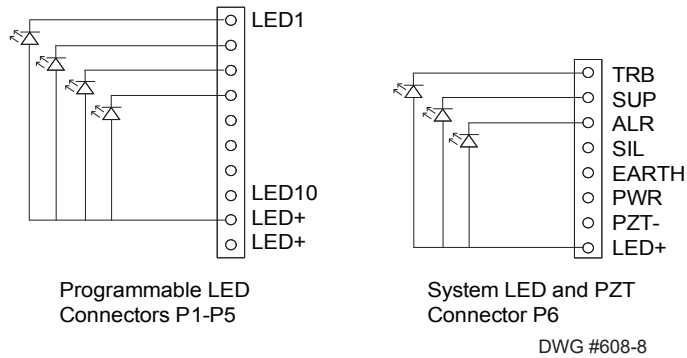 LED1
LED10
LED+
LED+
Programmable LED
Connectors P1-P5
TRB
SUP
ALR
SIL
EARTH
PWR
PZT-
LED+
System LED and PZT
Connector P6
DWG #608-8